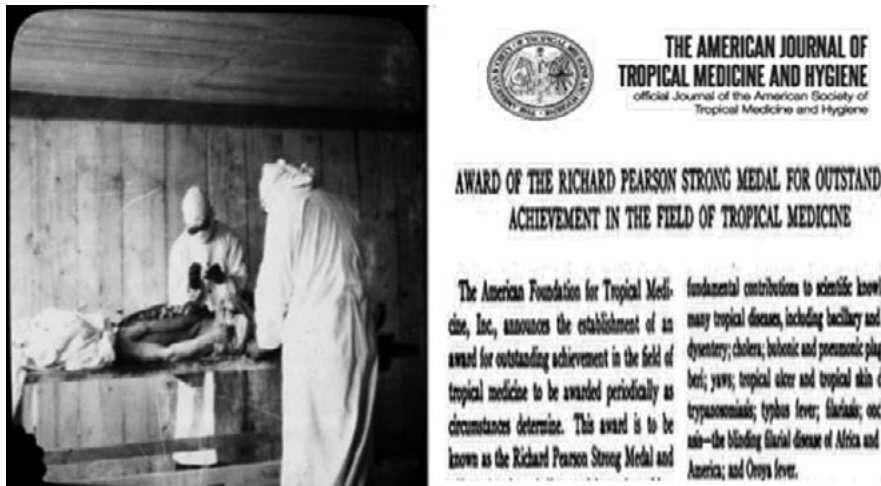 THE AMERICAN JOURNAL OF
TROPICAL MEDICINE AND HYGIENE
official Journal of the American Society of
Tropical Medicine and Hygiene
AWARD OF THE RICHARD PEARSON STRONG MEDAL FOR OUTSTAND
ACHIEVEMENT IN THE FIELD OF TROPICAL MEDICINE
The American Foundation for Tropical Medi-
cine, Inc., announces the establishment of an
award for outstanding achievement in the field of
tropical medicine to be awarded periodically as
circumstances determine. This award is to be
known as the Richard Pearson Strong Medal and
fundamental contributions to scientific knowl
many tropical diseases, including bacillary and
dysentery; cholera; bubonic and pneumonic plag
beri; yaws; tropical ulcer and tropical skin d
trypanosomiasis; typhus fever; filariasis; onc
asis—the blinding filarial disease of Africa and
America; and Oroya fever.